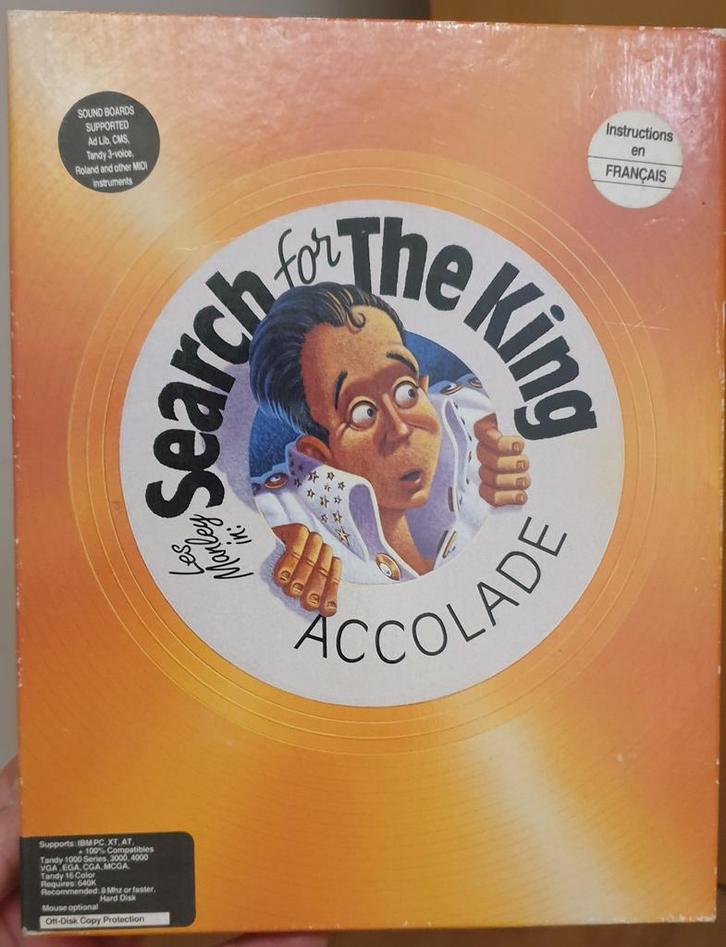 SOUND BOARDS
SUPPORTED
Ad Lib, CMS,
Tandy 3-voice,
Roland and other MIDI
instruments
Instructions
en
FRANÇAIS
Les
Manley
in:
Search for The King
ACCOLADE
Supports: IBM PC, XT, AT,
+ 100% Compatibles
Tandy 1000 Series, 3000, 4000
VGA, EGA, CGA, MCGA,
Tandy 16 Color
Requires: 640K
Recommended: 8 Mhz or faster,
Hard Disk
Mouse optional
Off-Disk Copy Protection